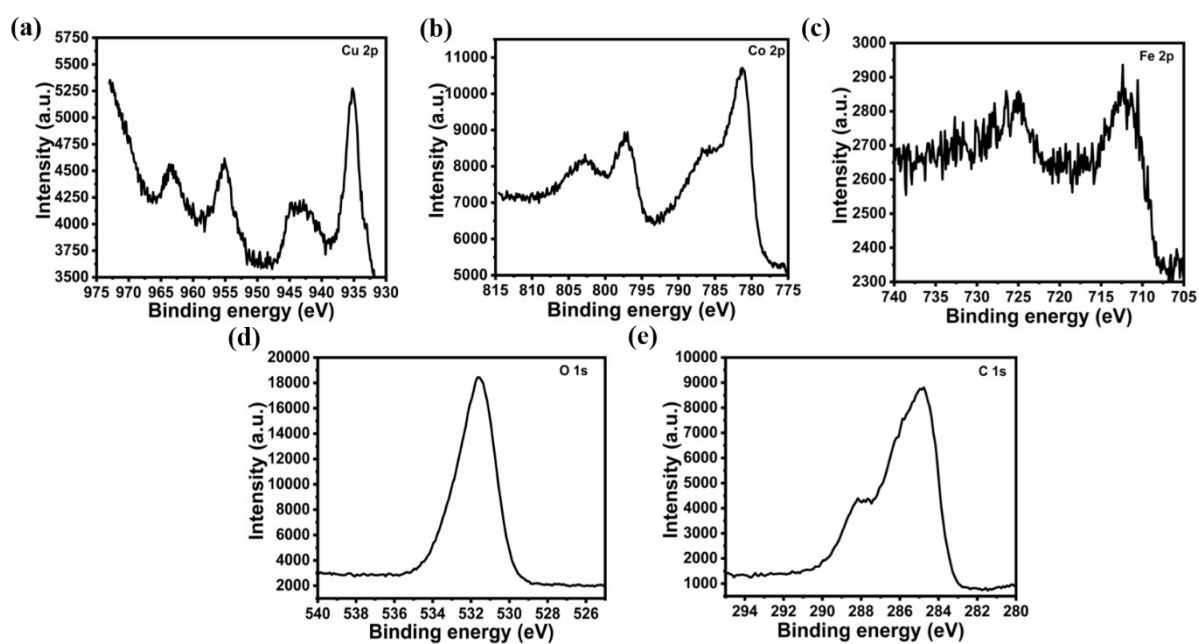 (a)
Cu 2p
Intensity (a.u.)
5750
5500
5250
5000
4750
4500
4250
4000
3750
3500
975 970 965 960 955 950 945 940 935 930
Binding energy (eV)
(b)
Co 2p
Intensity (a.u.)
11000
10000
9000
8000
7000
6000
5000
815 810 805 800 795 790 785 780 775
Binding energy (eV)
(c)
Fe 2p
Intensity (a.u.)
3000
2900
2800
2700
2600
2500
2400
2300
740 735 730 725 720 715 710 705
Binding energy (eV)
(d)
O 1s
Intensity (a.u.)
20000
18000
16000
14000
12000
10000
8000
6000
4000
2000
540 538 536 534 532 530 528 526
Binding energy (eV)
(e)
C 1s
Intensity (a.u.)
10000
9000
8000
7000
6000
5000
4000
3000
2000
1000
294 292 290 288 286 284 282 280
Binding energy (eV)